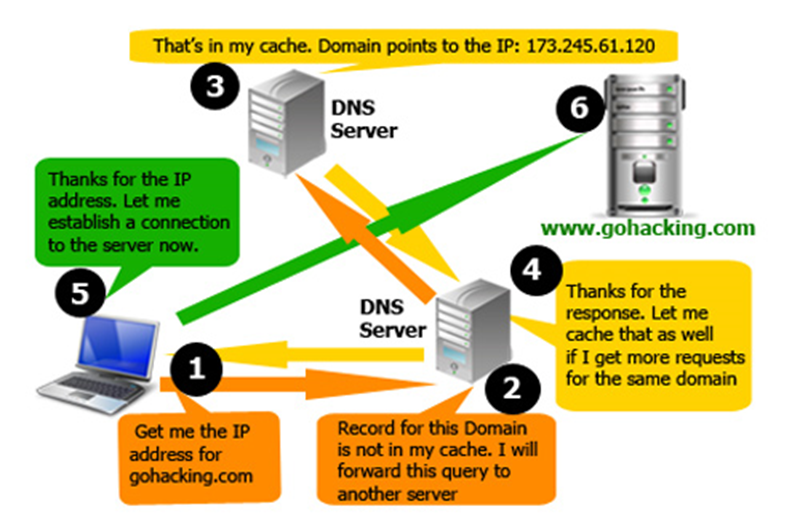 That's in my cache. Domain points to the IP: 173.245.61.120
3
DNS
Server
6
www.gohacking.com
Thanks for the IP
address. Let me
establish a connection
to the server now.
5
DNS
Server
4
Thanks for the
response. Let me
cache that as well
if I get more requests
for the same domain
1
2
Get me the IP
address for
gohacking.com
Record for this Domain
is not in my cache. I will
forward this query to
another server